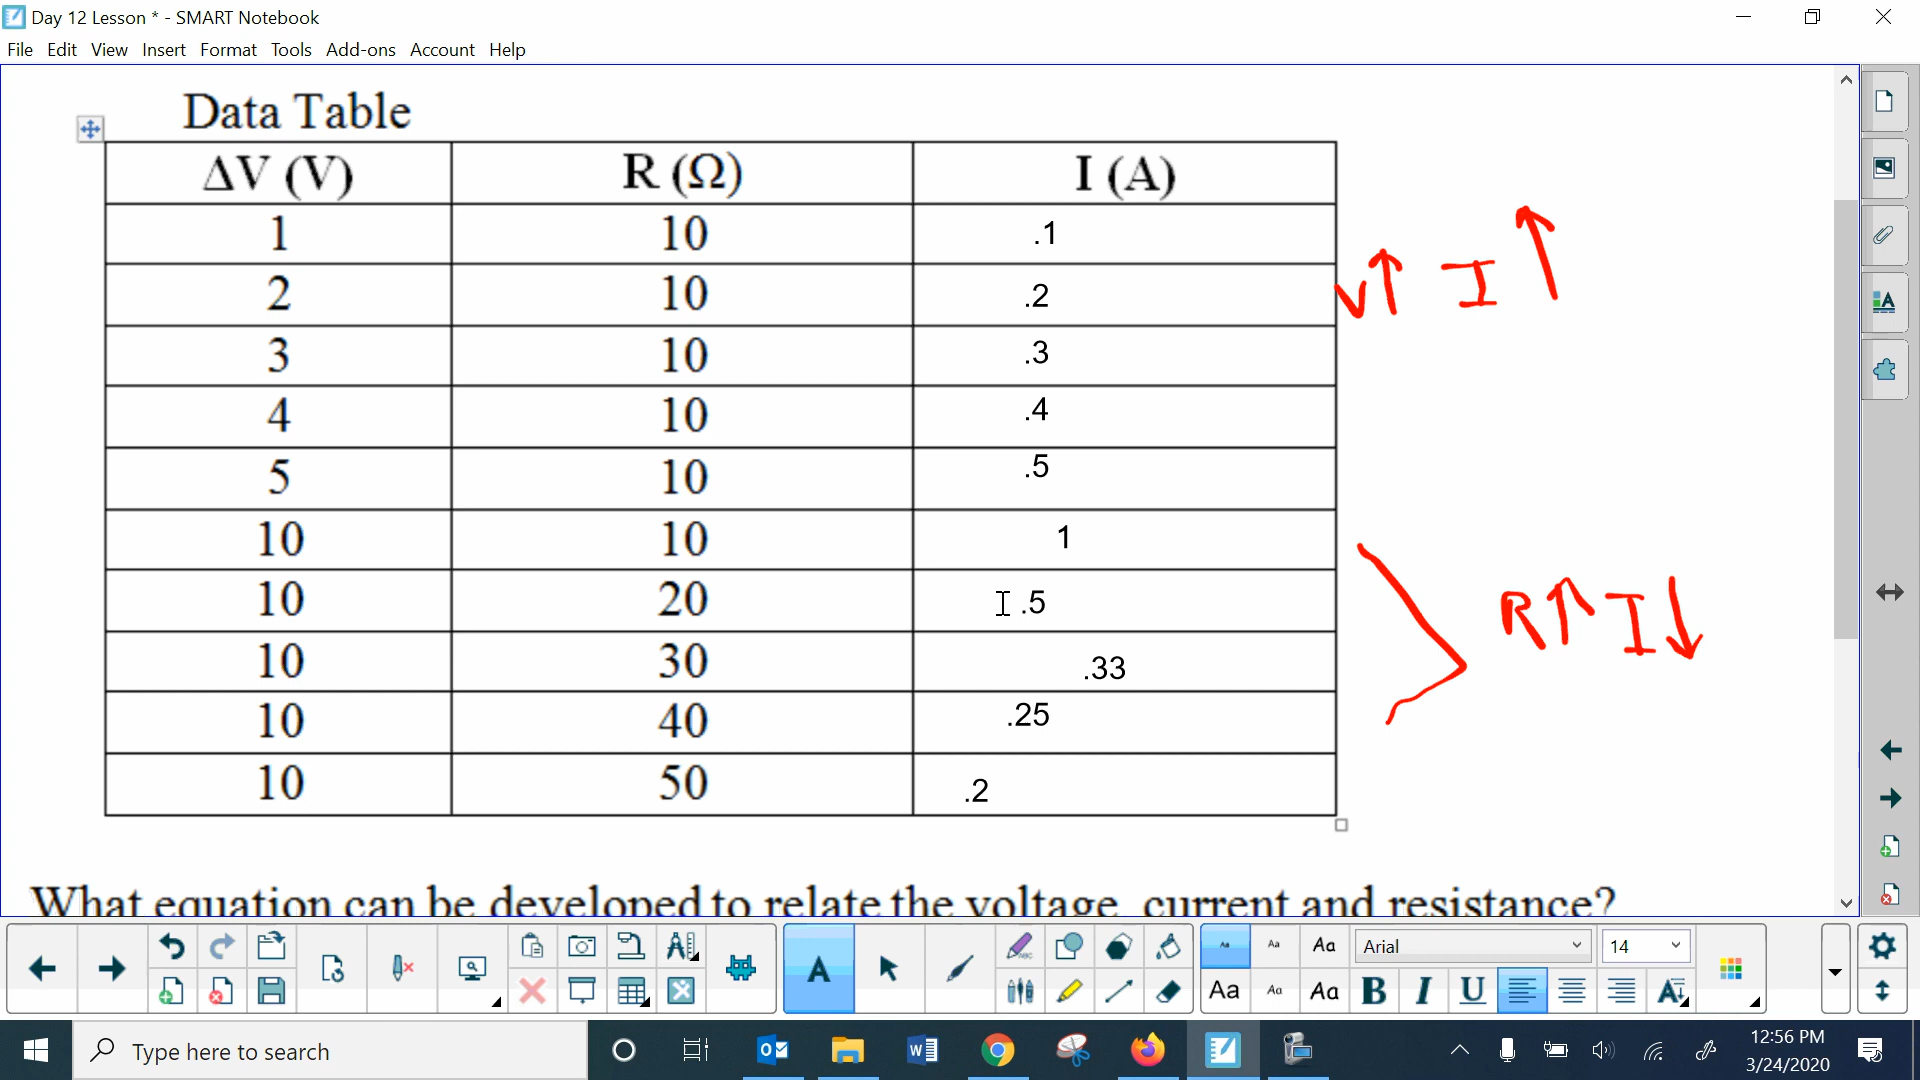 Day 12 Lesson * - SMART Notebook
File Edit View Insert Format Tools Add-ons Account Help
Data Table
ΔV (V) R (Ω) I (A)
1 10 .1
2 10 .2
3 10 .3
4 10 .4
5 10 .5
10 10 1
10 20 .5
10 30 .33
10 40 .25
10 50 .2
V↑ I ↑
R↑ I↓
What equation can be developed to relate the voltage, current and resistance?
A Aa Aa Aa Arial 14
Aa Aa Aa B I U
Type here to search
12:56 PM
3/24/2020